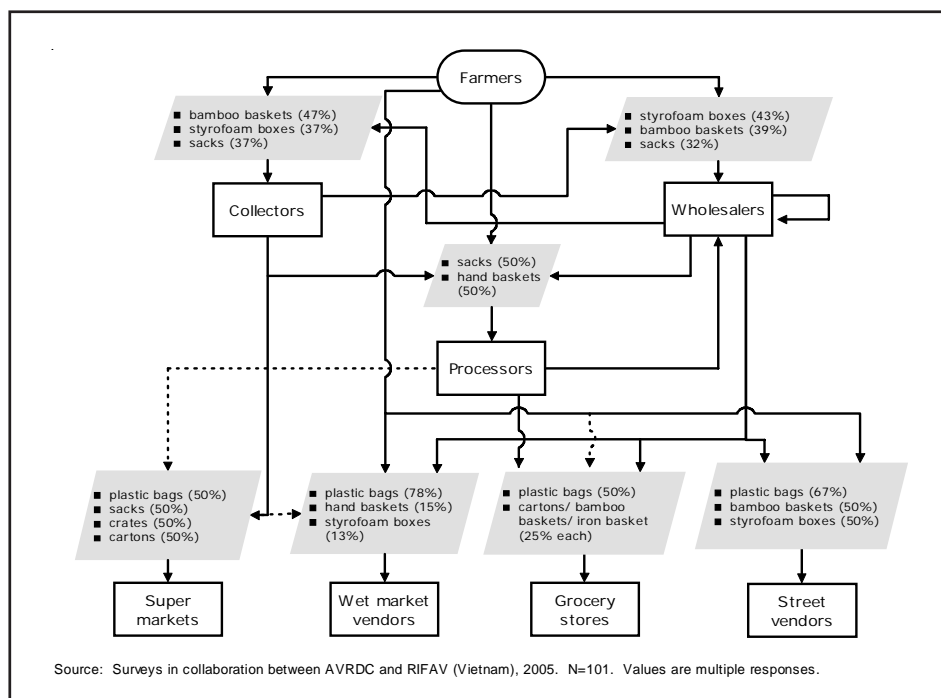 Farmers
■ bamboo baskets (47%)
■ styrofoam boxes (37%)
■ sacks (37%)
■ styrofoam boxes (43%)
■ bamboo baskets (39%)
■ sacks (32%)
Collectors
Wholesalers
■ sacks (50%)
■ hand baskets
(50%)
Processors
■ plastic bags (50%)
■ sacks (50%)
■ crates (50%)
■ cartons (50%)
■ plastic bags (78%)
■ hand baskets (15%)
■ styrofoam boxes
(13%)
■ plastic bags (50%)
■ cartons/ bamboo
baskets/ iron basket
(25% each)
■ plastic bags (67%)
■ bamboo baskets (50%)
■ styrofoam boxes (50%)
Super
markets
Wet market
vendors
Grocery
stores
Street
vendors
Source: Surveys in collaboration between AVRDC and RIFAV (Vietnam), 2005. N=101. Values are multiple responses.